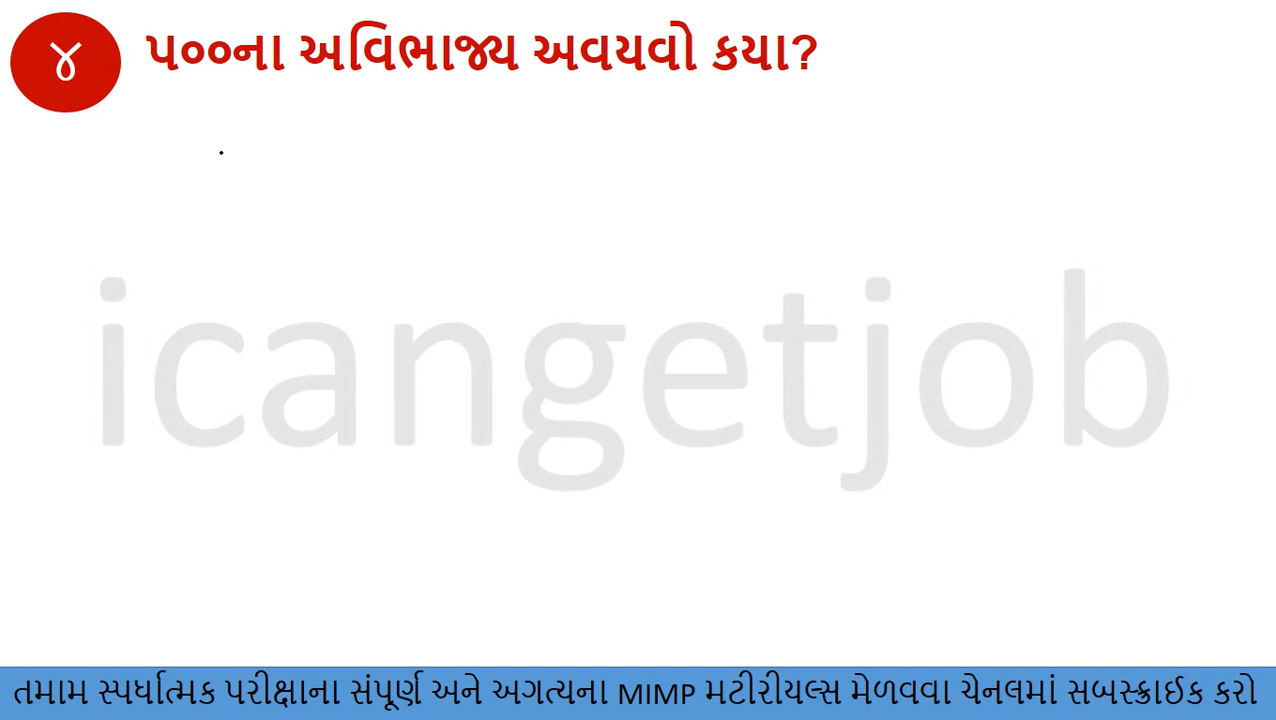 ૪
૫૦૦ના અવિભાજ્ય અવયવો કયા?
icangetjob
તમામ સ્પર્ધાત્મક પરીક્ષાના સંપૂર્ણ અને અગત્યના MIMP મટીરીયલ્સ મેળવવા ચેનલમાં સબસ્ક્રાઈક કરો